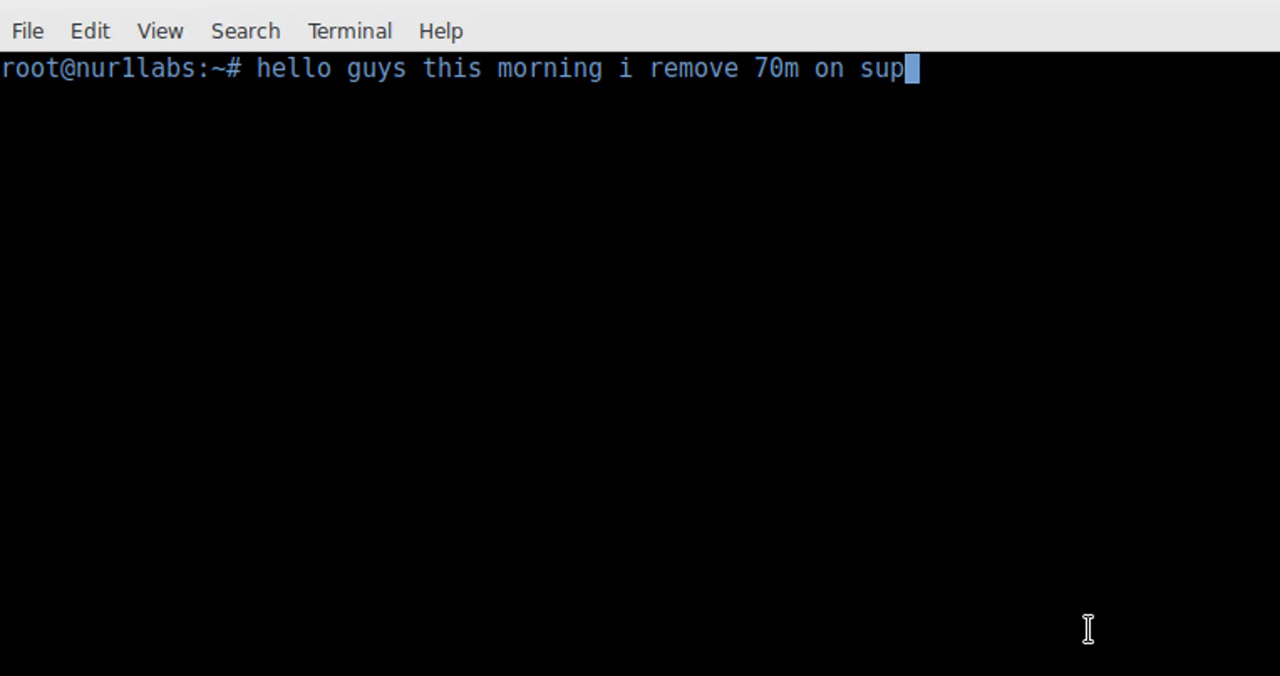 File Edit View Search Terminal Help
root@nur1labs:~# hello guys this morning i remove 70m on sup